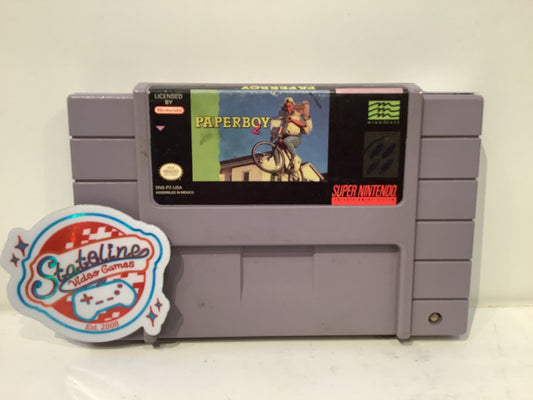 PAPERBOY
LICENSED
BY
Nintendo
PAPERBOY
2
MINDSCAPE
SNS-P2-USA
ASSEMBLED IN MEXICO
SUPER NINTENDO
ENTERTAINMENT SYSTEM
Stateline
Video Games
Est. 2008